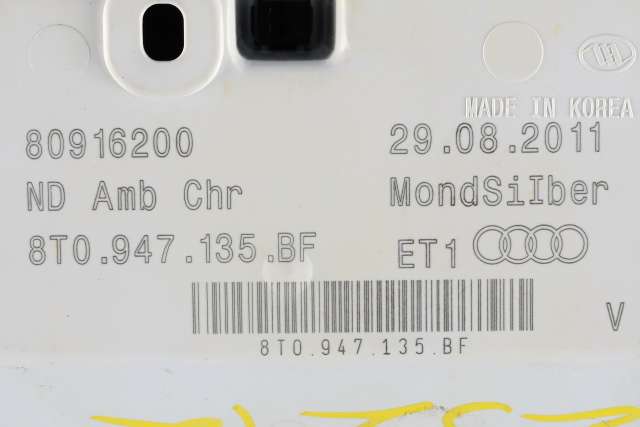 MADE IN KOREA
80916200 29.08.2011
ND Amb Chr MondSilber
8T0.947.135.BF ET1
8T0.947.135.BF V